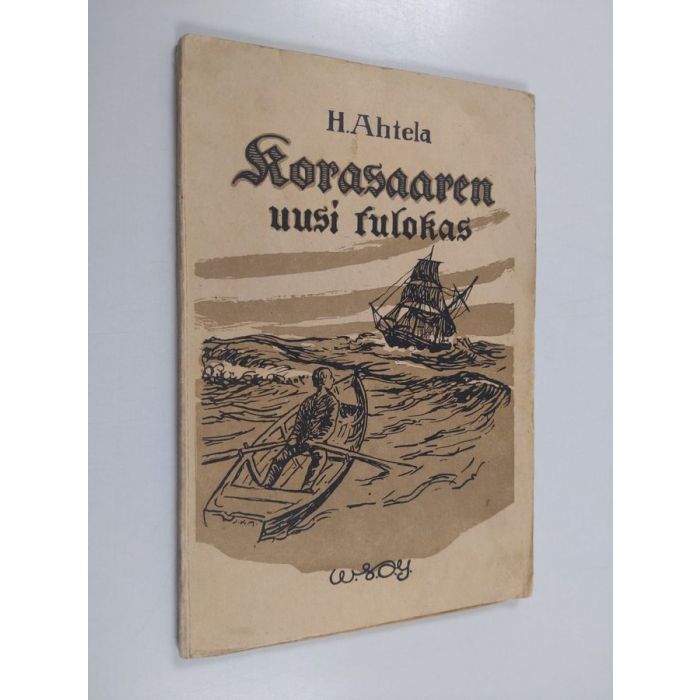 H. Ahtela
Korasaaren
uusi tulokas
W.S.O.Y.